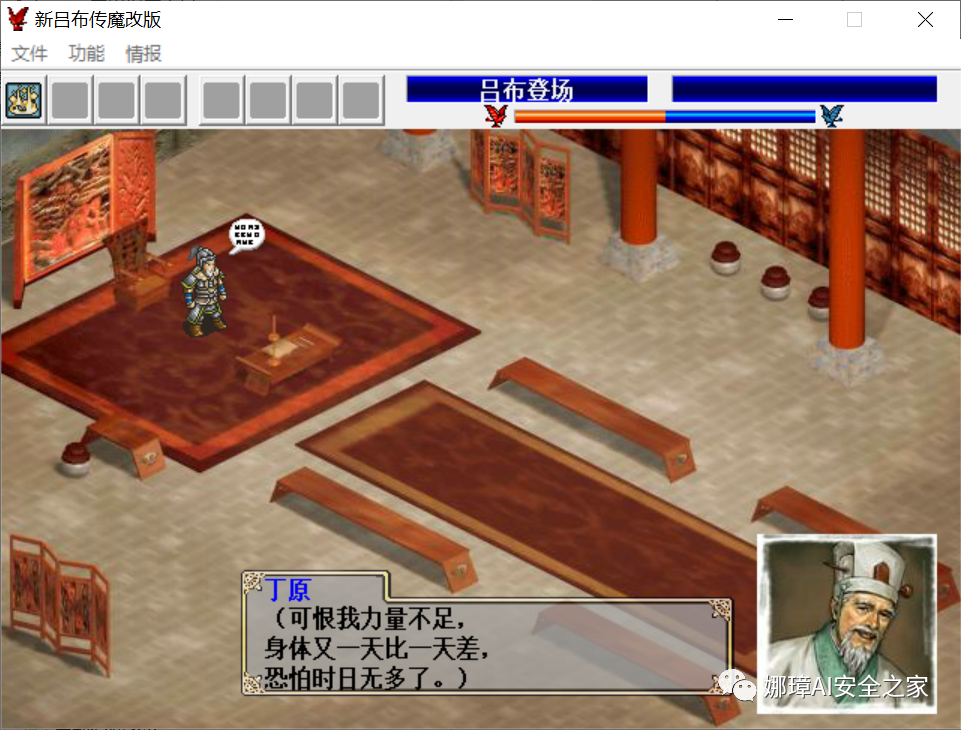 新吕布传魔改版
文件 功能 情报
吕布登场
丁原
（可恨我力量不足，
身体又一天比一天差，
恐怕时日无多了。）
娜璋AI安全之家